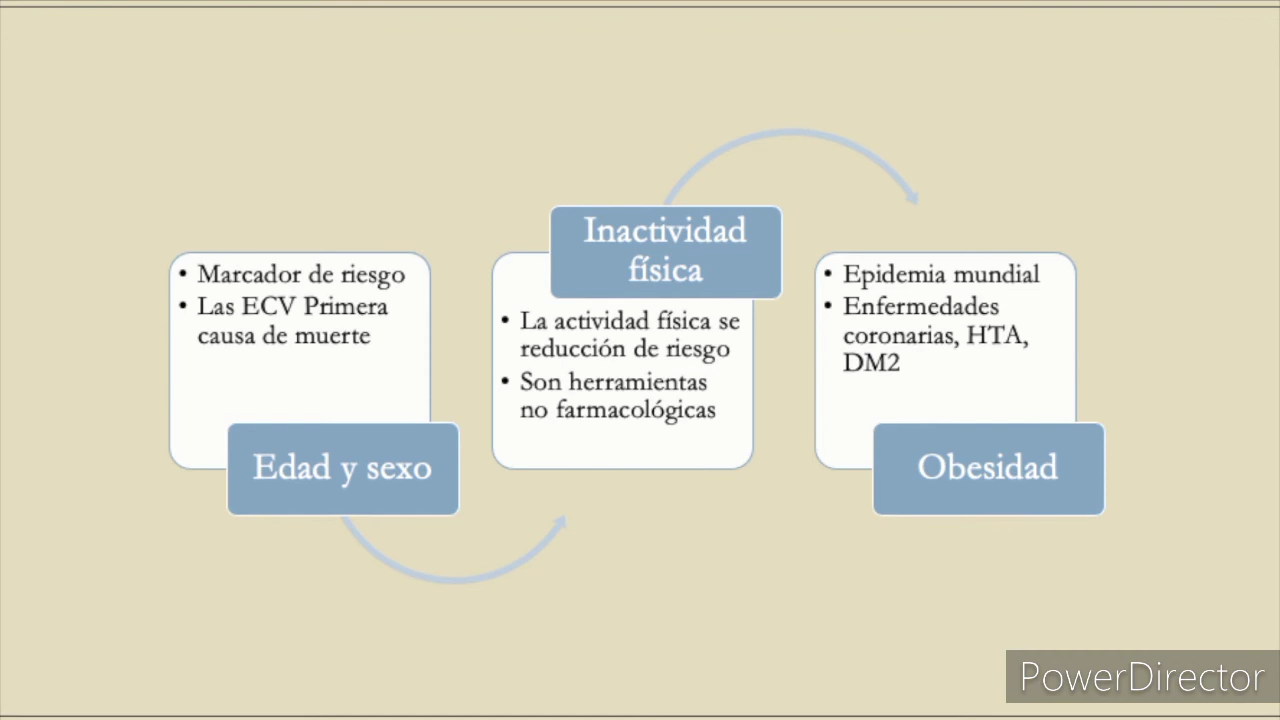 • Marcador de riesgo
• Las ECV Primera
causa de muerte
Edad y sexo
Inactividad
física
• La actividad física se
reducción de riesgo
• Son herramientas
no farmacológicas
• Epidemia mundial
• Enfermedades
coronarias, HTA,
DM2
Obesidad
PowerDirector